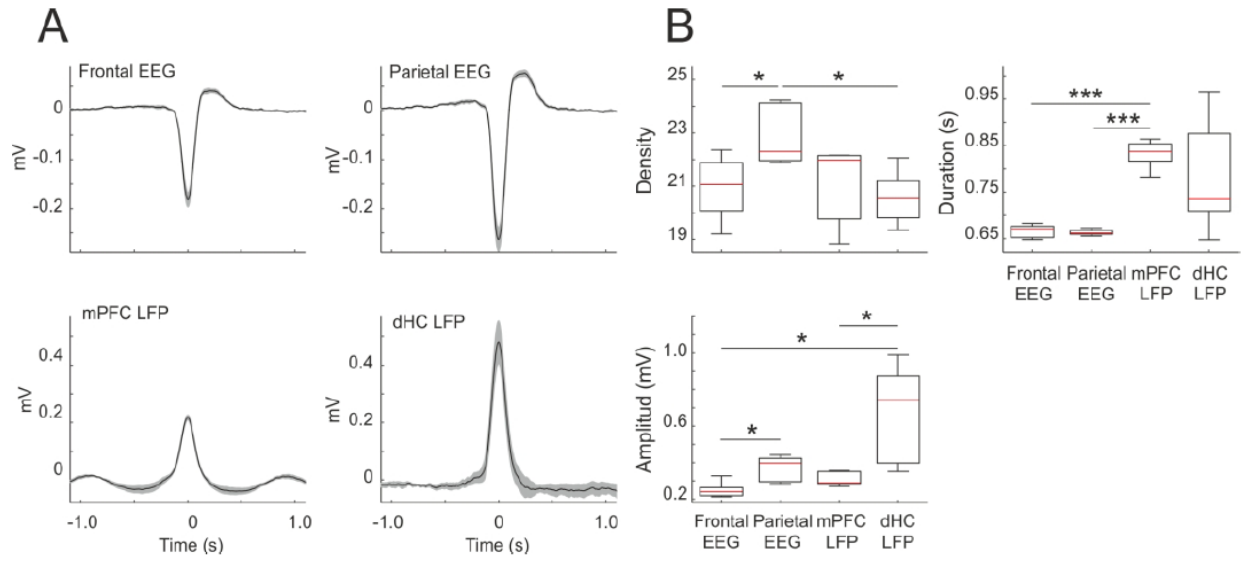 A
B
Frontal EEG
0
-0.1
-0.2
mV
Parietal EEG
0
-0.1
-0.2
mV
mPFC LFP
0.4
0.2
0
mV
-1.0
0
1.0
Time (s)
dHC LFP
0.4
0.2
0
mV
-1.0
0
1.0
Time (s)
25
23
21
19
Density
*
*
0.95
0.85
0.75
0.65
Duration (s)
***
***
Frontal Parietal mPFC dHC
EEG EEG LFP LFP
1.0
0.6
0.2
Amplitud (mV)
*
*
*
Frontal Parietal mPFC dHC
EEG EEG LFP LFP